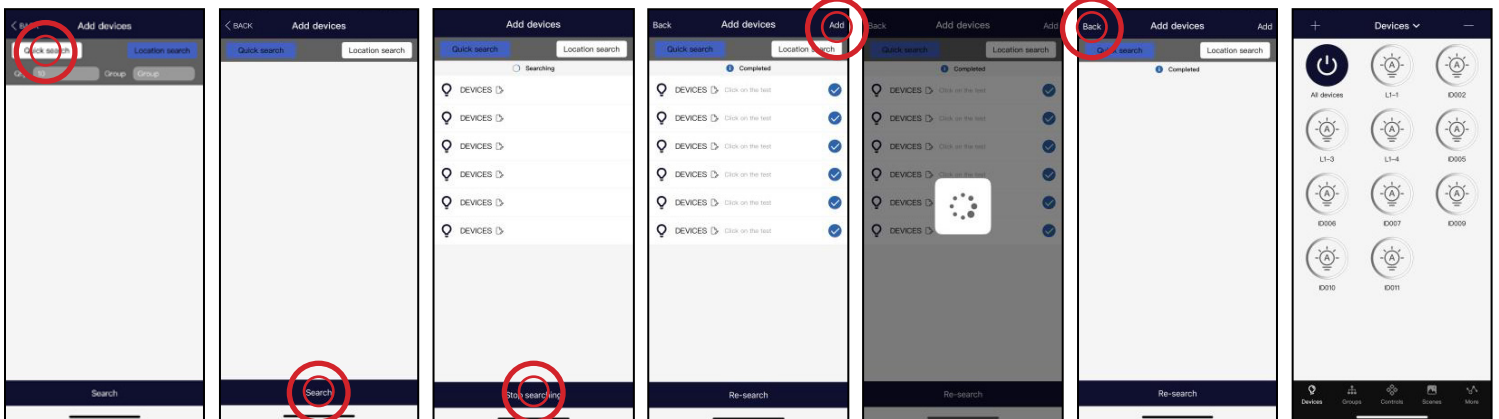 < BACK Add devices
Quick search Location search
Qty 10 Group Group
Search
< BACK Add devices
Quick search Location search
Search
Add devices
Quick search Location search
Searching
DEVICES
DEVICES
DEVICES
DEVICES
DEVICES
DEVICES
Stop searching
Back Add devices Add
Quick search Location search
Completed
DEVICES Click on the test
DEVICES Click on the test
DEVICES Click on the test
DEVICES Click on the test
DEVICES Click on the test
DEVICES Click on the test
Re-search
Back Add devices Add
Quick search Location search
Completed
DEVICES Click on the test
DEVICES Click on the test
DEVICES Click on the test
DEVICES Click on the test
DEVICES
DEVICES Click on the test
Re-search
Back Add devices Add
Quick search Location search
Completed
Re-search
+ Devices −
All devices L1-1 ID002
L1-3 L1-4 ID005
ID006 ID007 ID009
ID010 ID011
Devices Groups Controls Scenes More